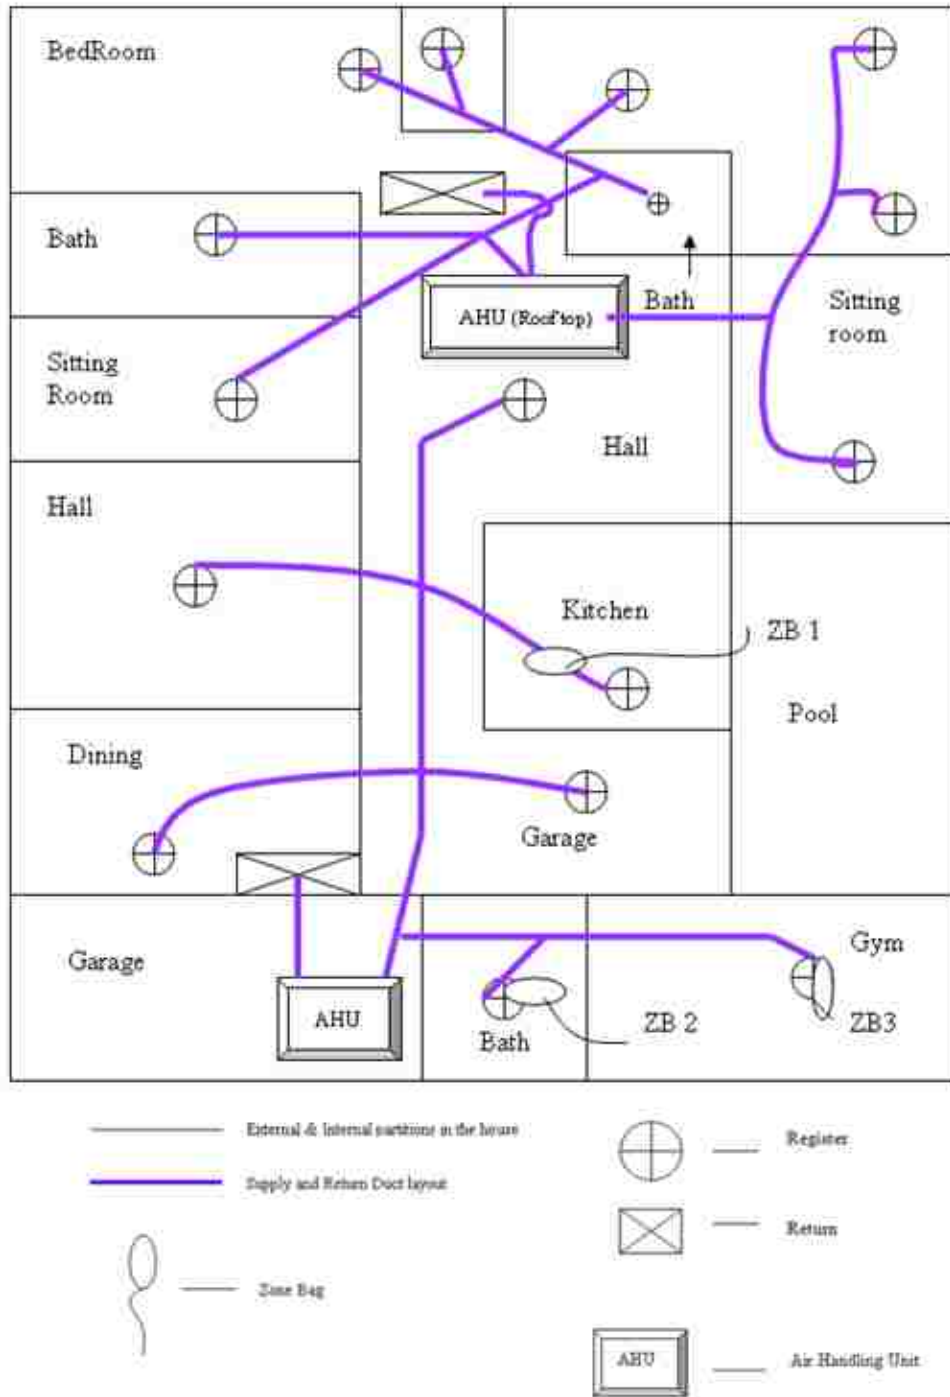 BedRoom
Bath
AHU (Rooftop)
Bath
Sitting
room
Sitting
Room
Hall
Hall
Kitchen
ZB 1
Pool
Dining
Garage
Garage
Gym
AHU
ZB 2
ZB3
Bath
External & Internal partitions in the house
Register
Supply and Return Duct layout
Return
Zone Bag
AHU
Air Handling Unit